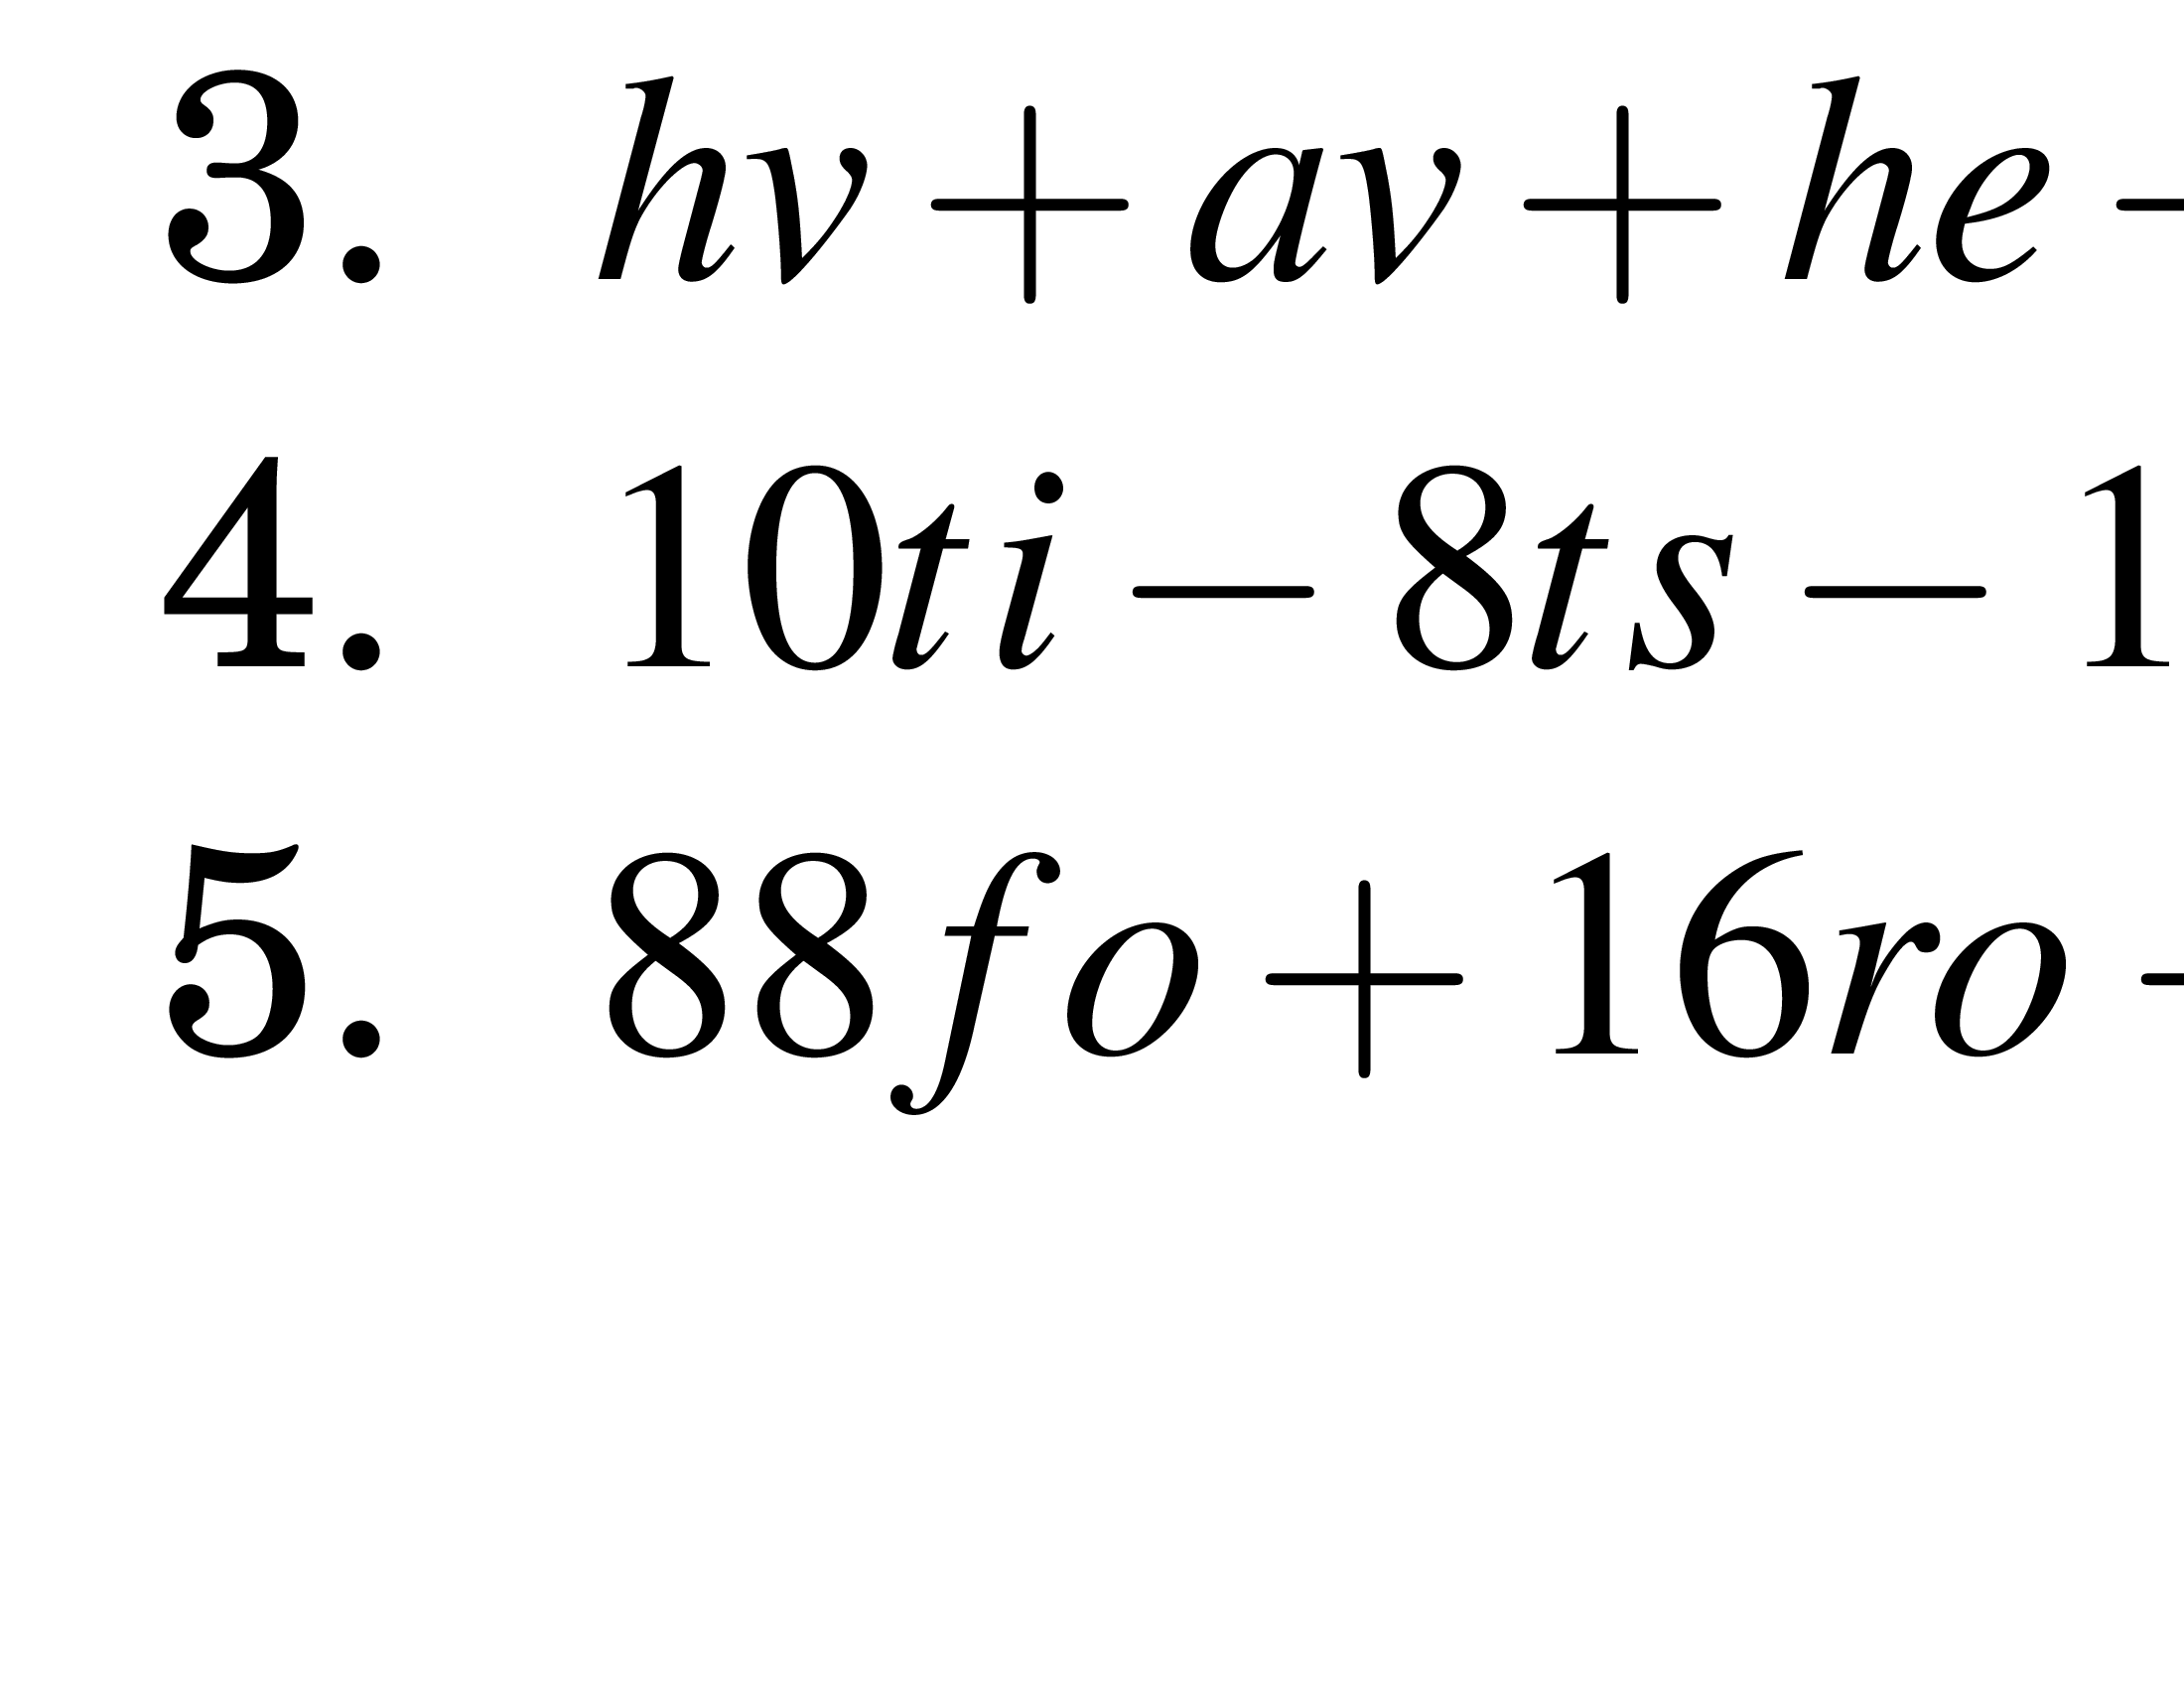 3. hv + av + he −
4. 10ti − 8ts − 1
5. 88fo + 16ro −